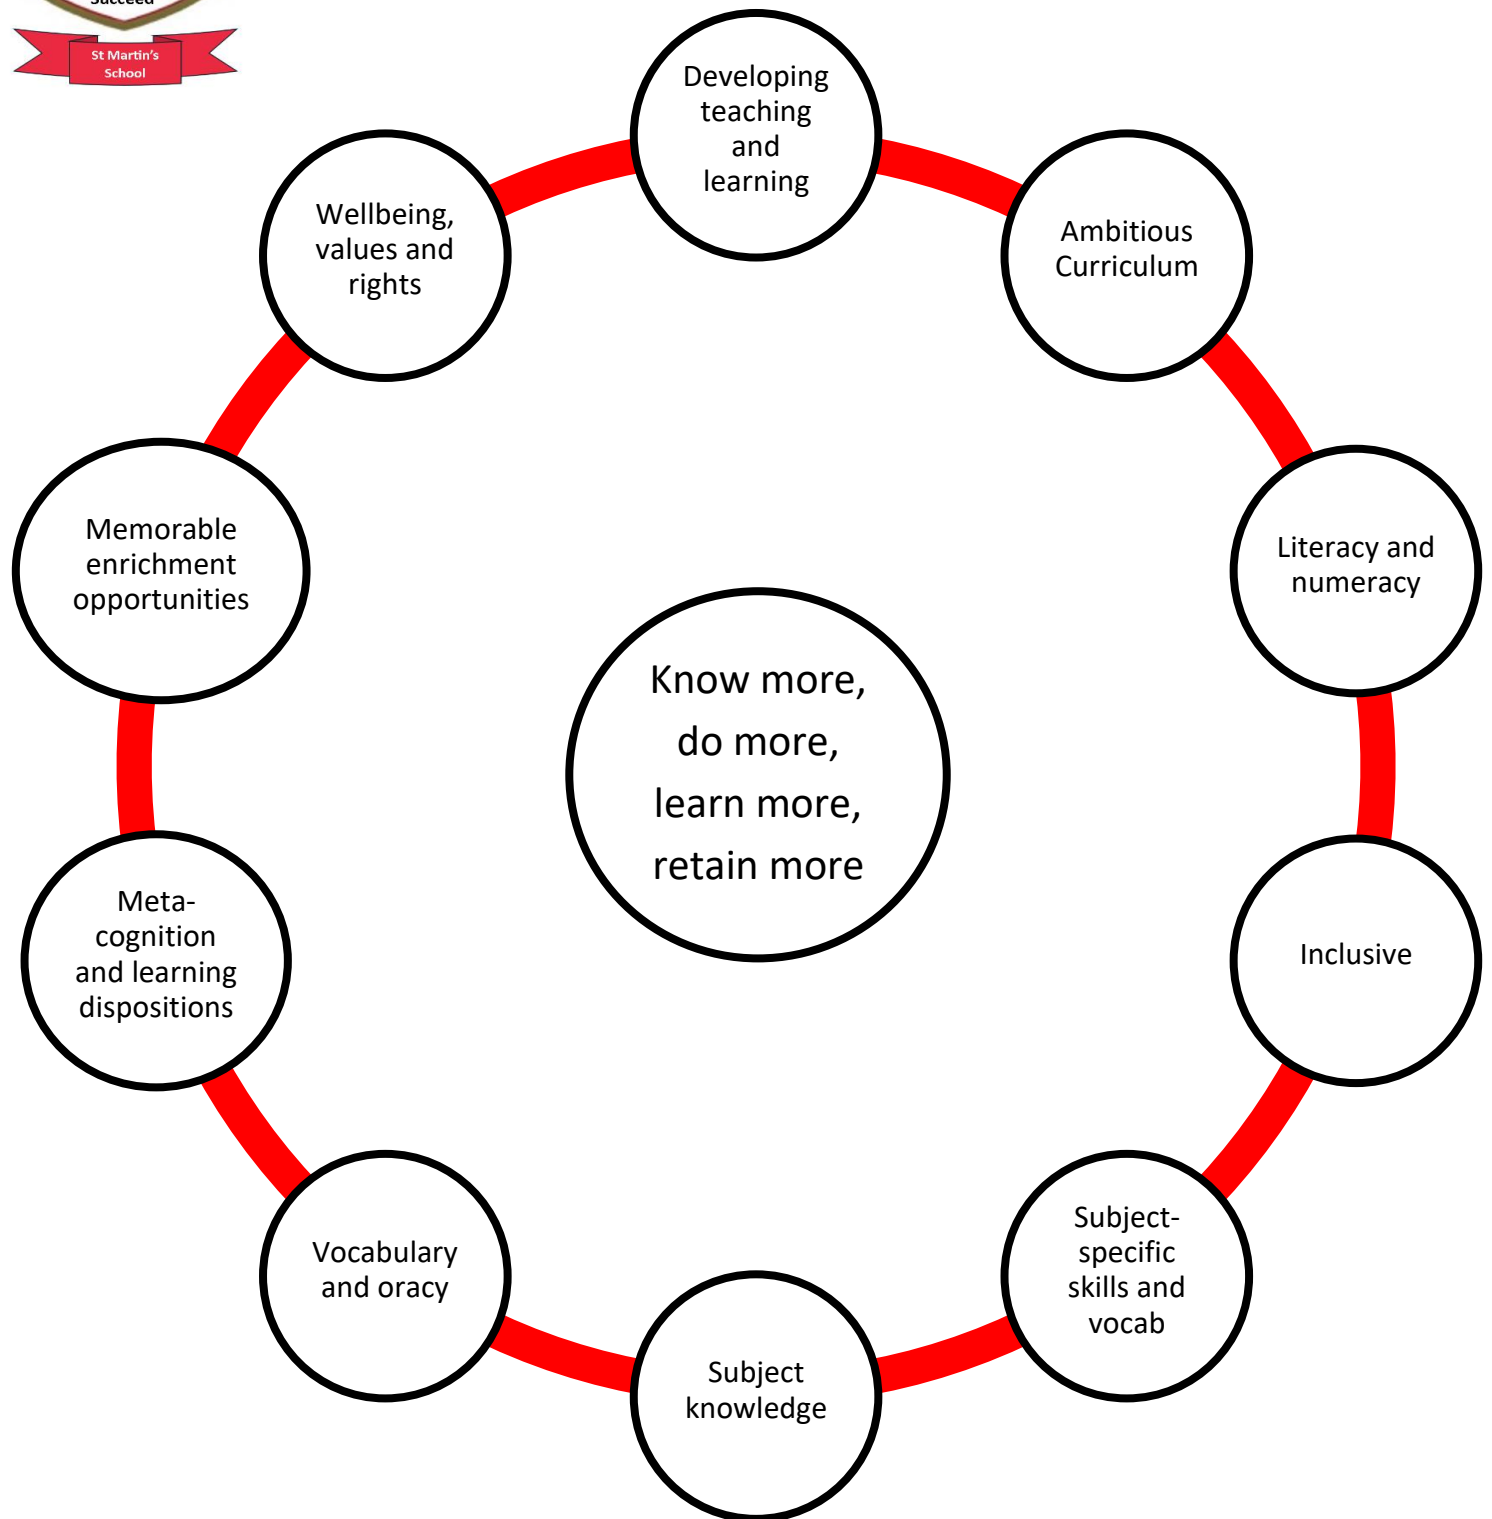 Succeed
St Martin's
School
Developing
teaching
and
learning
Ambitious
Curriculum
Literacy and
numeracy
Inclusive
Subject-
specific
skills and
vocab
Subject
knowledge
Vocabulary
and oracy
Meta-
cognition
and learning
dispositions
Memorable
enrichment
opportunities
Wellbeing,
values and
rights
Know more,
do more,
learn more,
retain more